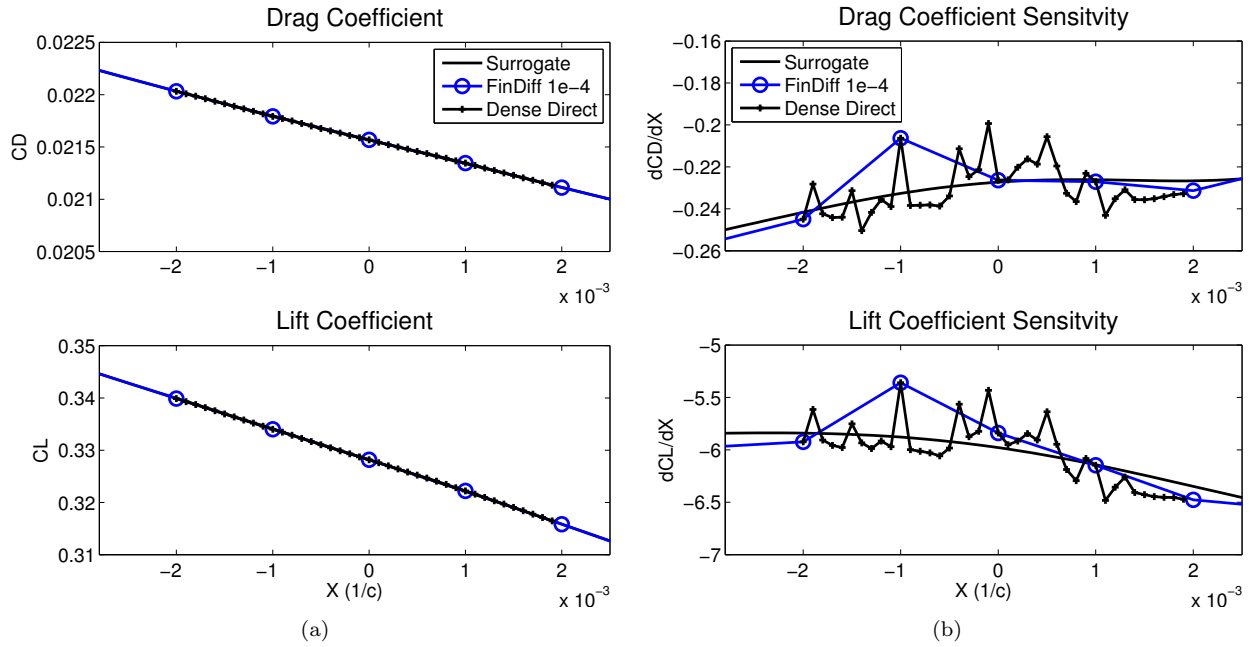 Drag Coefficient
0.0225
0.022
0.0215
0.021
0.0205
CD
Surrogate
FinDiff 1e−4
Dense Direct
−2 −1 0 1 2
x 10−3
Lift Coefficient
0.35
0.34
0.33
0.32
0.31
CL
−2 −1 0 1 2
X (1/c)
x 10−3
(a)
Drag Coefficient Sensitvity
−0.16
−0.18
−0.2
−0.22
−0.24
−0.26
dCD/dX
Surrogate
FinDiff 1e−4
Dense Direct
−2 −1 0 1 2
x 10−3
Lift Coefficient Sensitvity
−5
−5.5
−6
−6.5
−7
dCL/dX
−2 −1 0 1 2
X (1/c)
x 10−3
(b)